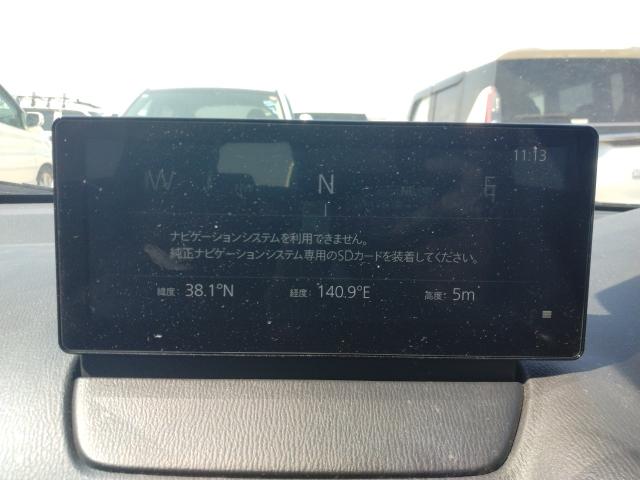 11:13
W N NE E
ナビゲーションシステムを利用できません。
純正ナビゲーションシステム専用のSDカードを装着してください。
緯度: 38.1°N 経度: 140.9°E 高度: 5m